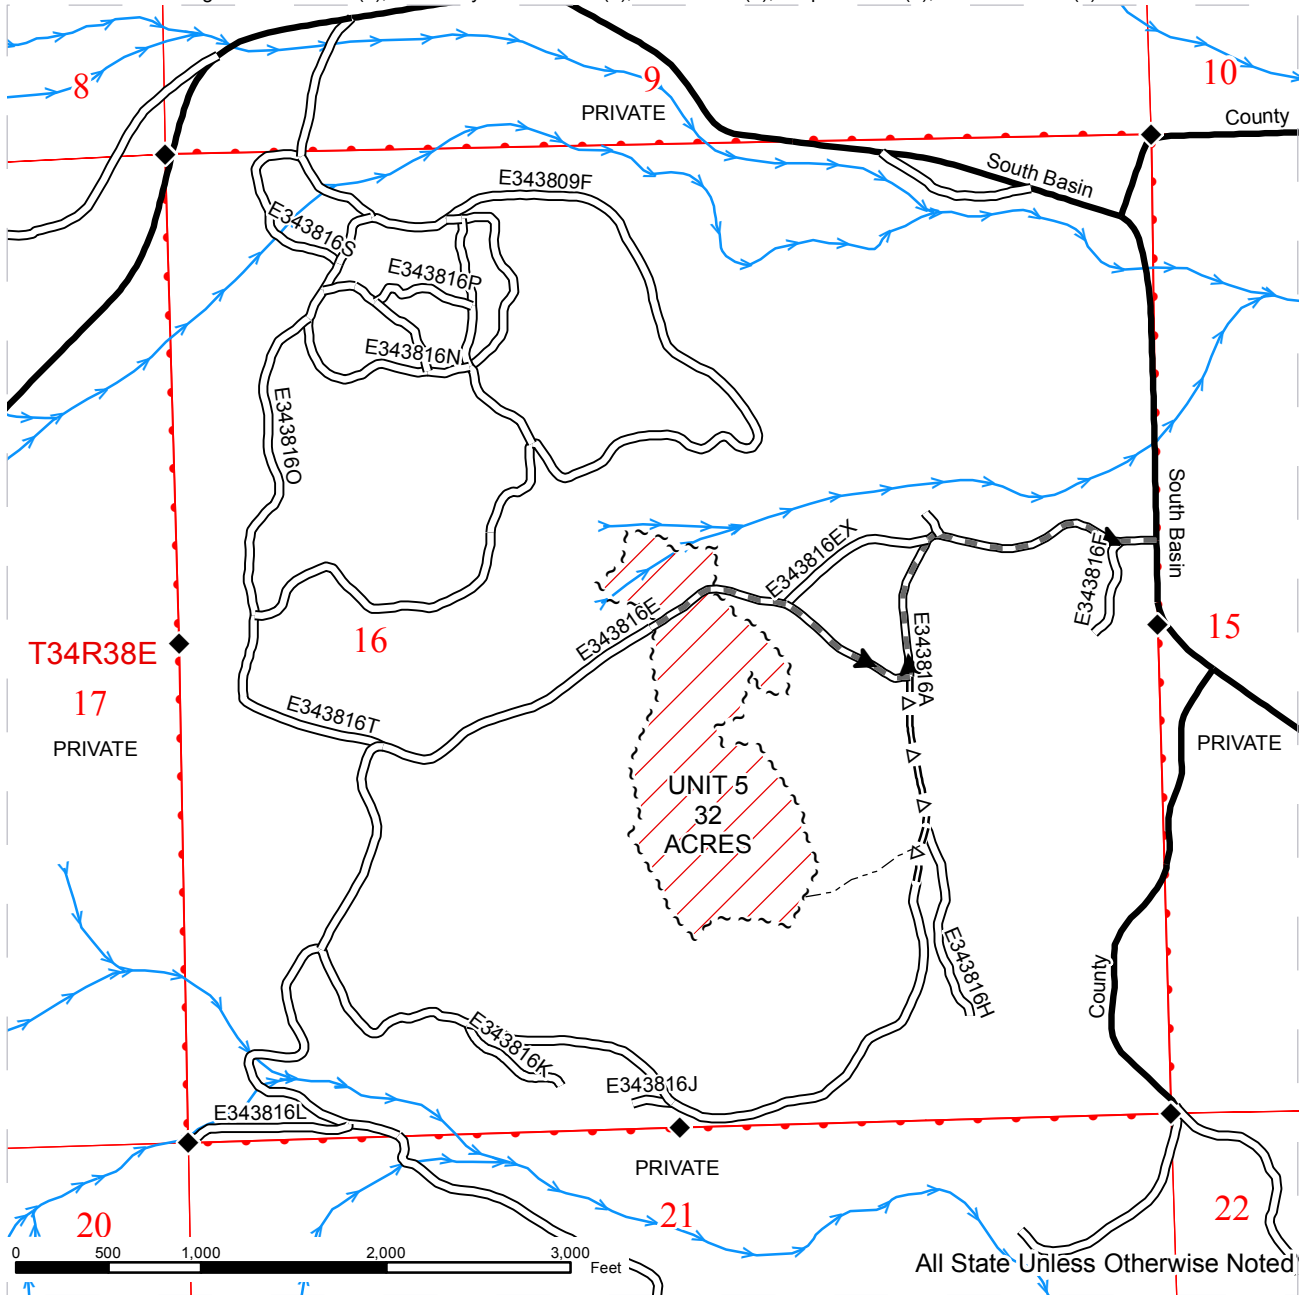 8
9
10
PRIVATE
County
South Basin
E343809F
E343816S
E343816P
E343816N
E343816O
South Basin
E343816EX
E343816F
E343816E
E343816A
16
15
T34R38E
17
PRIVATE
E343816T
PRIVATE
UNIT 5
32
ACRES
E343816H
County
E343816K
E343816J
E343816L
PRIVATE
20
21
22
0 500 1,000 2,000 3,000
Feet
All State Unless Otherwise Noted